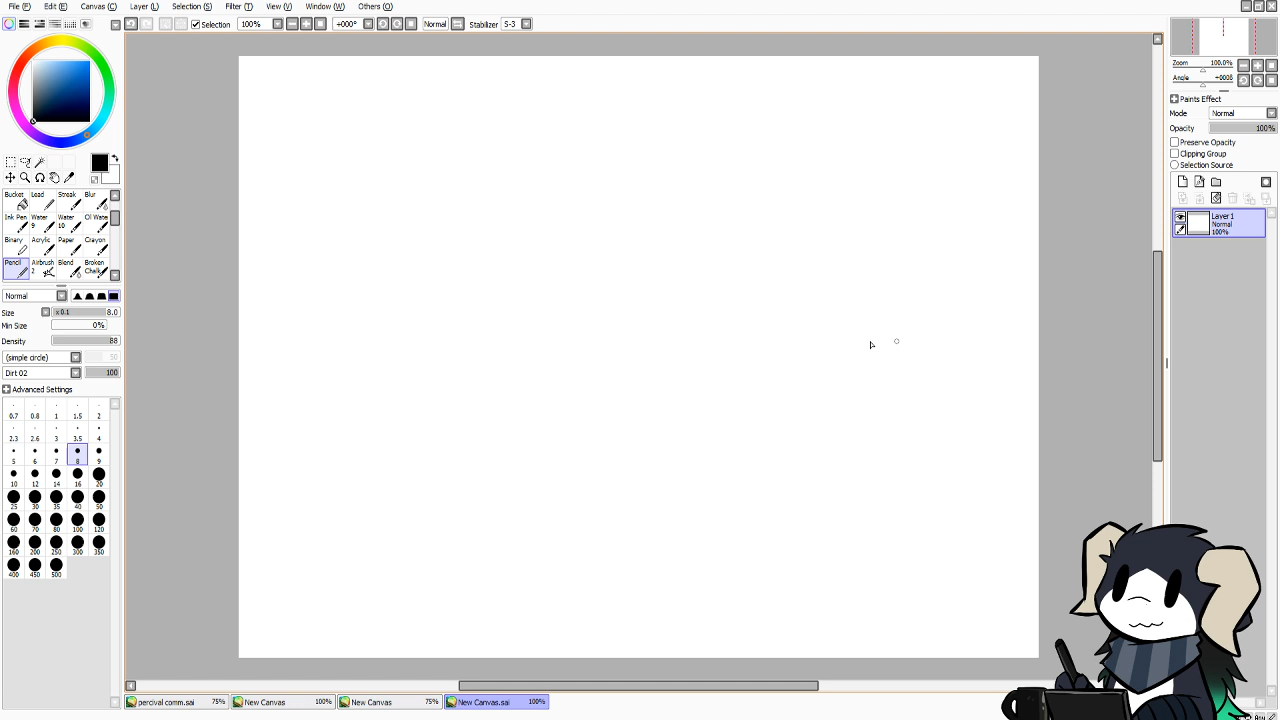 File (F) Edit (E) Canvas (C) Layer (L) Selection (S) Filter (T) View (V) Window (W) Others (O)
Selection 100% +000° Normal Stabilizer S-3
Zoom 100.0%
Angle +000°
Paints Effect
Mode Normal
Opacity 100%
Preserve Opacity
Clipping Group
Selection Source
Layer1
Normal
100%
Bucket Lead Streak Blur
Ink Pen Water 9 Water 10 Oil Wate
Binary Acrylic Paper Crayon
Pencil Airbrush 2 Blend Broken Chalk
Normal
Size x 0.1 8.0
Min Size 0%
Density 88
(simple circle) 50
Dirt 02 100
Advanced Settings
0.7 0.8 1 1.5 2
2.3 2.6 3 3.5 4
5 6 7 8 9
10 12 14 16 20
25 30 35 40 50
60 70 80 100 120
160 200 250 300 350
400 450 500
percival comm.sai 75% New Canvas 100% New Canvas 75% New Canvas.sai 100%